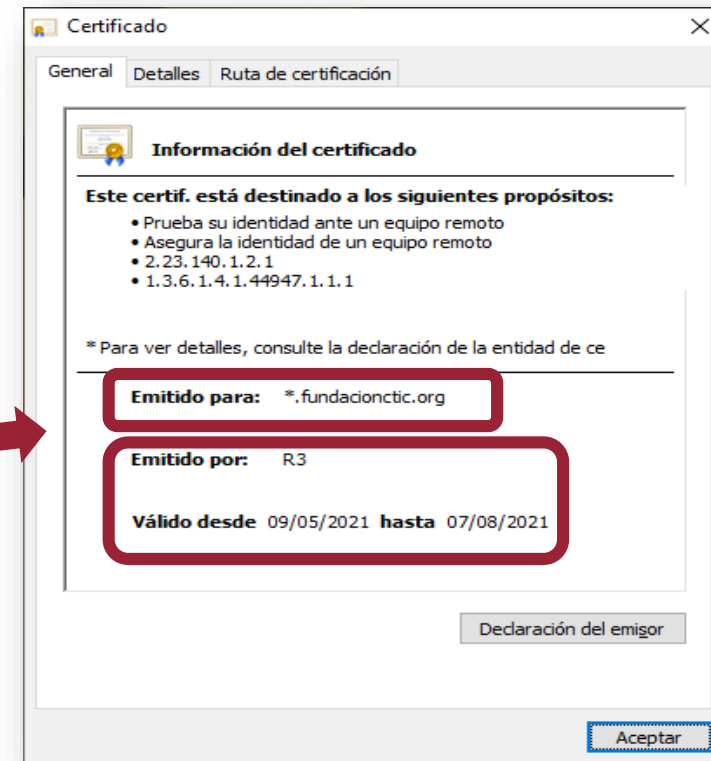 Certificado
General Detalles Ruta de certificación
Información del certificado
Este certif. está destinado a los siguientes propósitos:
• Prueba su identidad ante un equipo remoto
• Asegura la identidad de un equipo remoto
• 2.23.140.1.2.1
• 1.3.6.1.4.1.44947.1.1.1
* Para ver detalles, consulte la declaración de la entidad de ce
Emitido para: *.fundacionctic.org
Emitido por: R3
Válido desde 09/05/2021 hasta 07/08/2021
Declaración del emisor
Aceptar